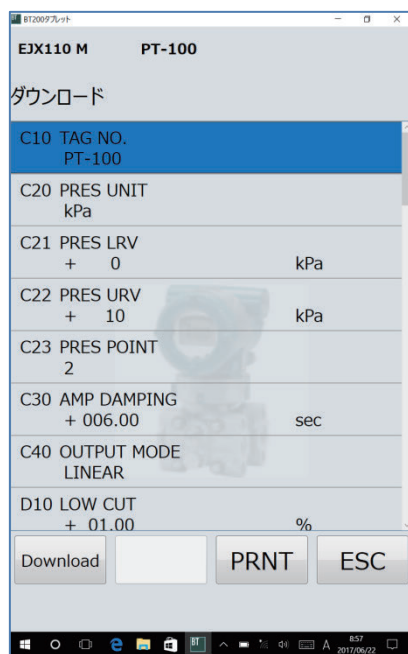 BT200タブレット
EJX110 M PT-100
ダウンロード
C10 TAG NO.
PT-100
C20 PRES UNIT
kPa
C21 PRES LRV
+ 0 kPa
C22 PRES URV
+ 10 kPa
C23 PRES POINT
2
C30 AMP DAMPING
+ 006.00 sec
C40 OUTPUT MODE
LINEAR
D10 LOW CUT
+ 01.00 %
Download PRNT ESC
BT A 8:57
2017/06/22